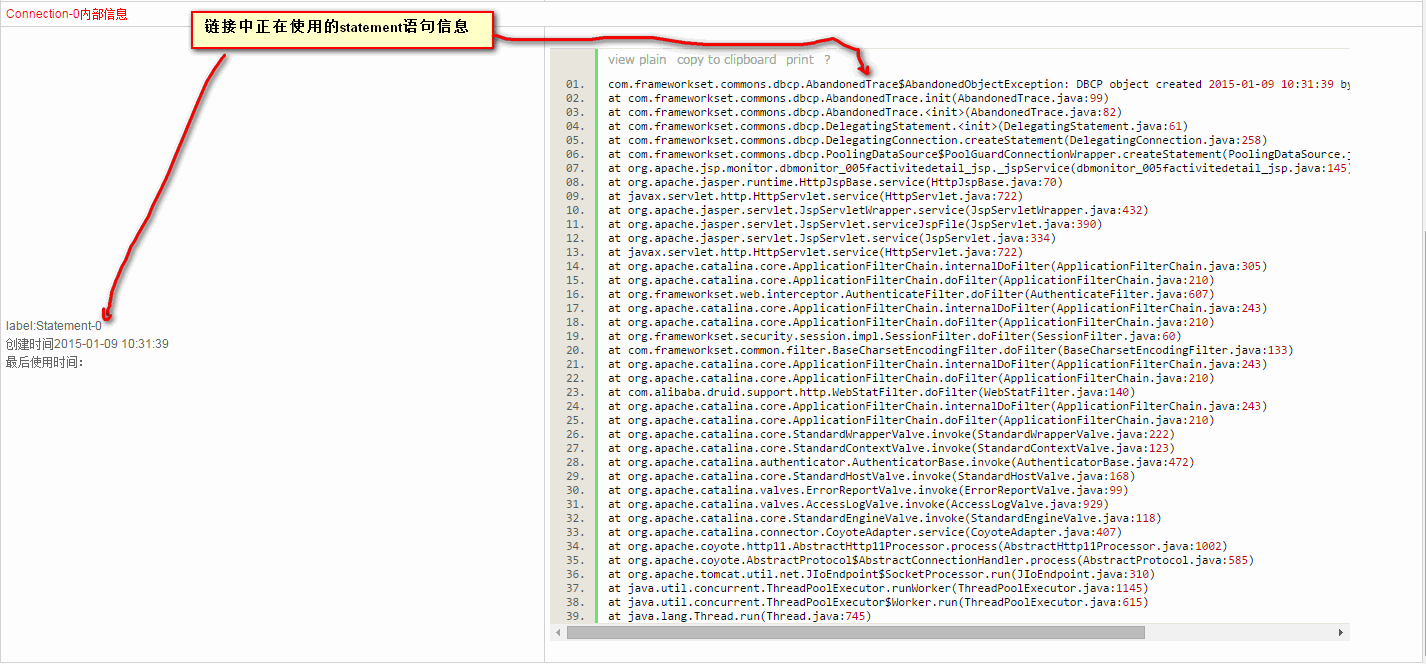 Connection-0内部信息
链接中正在使用的statement语句信息
label:Statement-0
创建时间2015-01-09 10:31:39
最后使用时间：
view plain copy to clipboard print ?
01. com.frameworkset.commons.dbcp.AbandonedTrace$AbandonedObjectException: DBCP object created 2015-01-09 10:31:39 by
02. at com.frameworkset.commons.dbcp.AbandonedTrace.init(AbandonedTrace.java:99)
03. at com.frameworkset.commons.dbcp.AbandonedTrace.<init>(AbandonedTrace.java:82)
04. at com.frameworkset.commons.dbcp.DelegatingStatement.<init>(DelegatingStatement.java:61)
05. at com.frameworkset.commons.dbcp.DelegatingConnection.createStatement(DelegatingConnection.java:258)
06. at com.frameworkset.commons.dbcp.PoolingDataSource$PoolGuardConnectionWrapper.createStatement(PoolingDataSource.j
07. at org.apache.jsp.monitor.dbmonitor_005factivitedetail_jsp._jspService(dbmonitor_005factivitedetail_jsp.java:145)
08. at org.apache.jasper.runtime.HttpJspBase.service(HttpJspBase.java:70)
09. at javax.servlet.http.HttpServlet.service(HttpServlet.java:722)
10. at org.apache.jasper.servlet.JspServletWrapper.service(JspServletWrapper.java:432)
11. at org.apache.jasper.servlet.JspServlet.serviceJspFile(JspServlet.java:390)
12. at org.apache.jasper.servlet.JspServlet.service(JspServlet.java:334)
13. at javax.servlet.http.HttpServlet.service(HttpServlet.java:722)
14. at org.apache.catalina.core.ApplicationFilterChain.internalDoFilter(ApplicationFilterChain.java:305)
15. at org.apache.catalina.core.ApplicationFilterChain.doFilter(ApplicationFilterChain.java:210)
16. at org.frameworkset.web.interceptor.AuthenticateFilter.doFilter(AuthenticateFilter.java:607)
17. at org.apache.catalina.core.ApplicationFilterChain.internalDoFilter(ApplicationFilterChain.java:243)
18. at org.apache.catalina.core.ApplicationFilterChain.doFilter(ApplicationFilterChain.java:210)
19. at org.frameworkset.security.session.impl.SessionFilter.doFilter(SessionFilter.java:60)
20. at com.frameworkset.common.filter.BaseCharsetEncodingFilter.doFilter(BaseCharsetEncodingFilter.java:133)
21. at org.apache.catalina.core.ApplicationFilterChain.internalDoFilter(ApplicationFilterChain.java:243)
22. at org.apache.catalina.core.ApplicationFilterChain.doFilter(ApplicationFilterChain.java:210)
23. at com.alibaba.druid.support.http.WebStatFilter.doFilter(WebStatFilter.java:140)
24. at org.apache.catalina.core.ApplicationFilterChain.internalDoFilter(ApplicationFilterChain.java:243)
25. at org.apache.catalina.core.ApplicationFilterChain.doFilter(ApplicationFilterChain.java:210)
26. at org.apache.catalina.core.StandardWrapperValve.invoke(StandardWrapperValve.java:222)
27. at org.apache.catalina.core.StandardContextValve.invoke(StandardContextValve.java:123)
28. at org.apache.catalina.authenticator.AuthenticatorBase.invoke(AuthenticatorBase.java:472)
29. at org.apache.catalina.core.StandardHostValve.invoke(StandardHostValve.java:168)
30. at org.apache.catalina.valves.ErrorReportValve.invoke(ErrorReportValve.java:99)
31. at org.apache.catalina.valves.AccessLogValve.invoke(AccessLogValve.java:929)
32. at org.apache.catalina.core.StandardEngineValve.invoke(StandardEngineValve.java:118)
33. at org.apache.catalina.connector.CoyoteAdapter.service(CoyoteAdapter.java:407)
34. at org.apache.coyote.http11.AbstractHttp11Processor.process(AbstractHttp11Processor.java:1002)
35. at org.apache.coyote.AbstractProtocol$AbstractConnectionHandler.process(AbstractProtocol.java:585)
36. at org.apache.tomcat.util.net.JIoEndpoint$SocketProcessor.run(JIoEndpoint.java:310)
37. at java.util.concurrent.ThreadPoolExecutor.runWorker(ThreadPoolExecutor.java:1145)
38. at java.util.concurrent.ThreadPoolExecutor$Worker.run(ThreadPoolExecutor.java:615)
39. at java.lang.Thread.run(Thread.java:745)